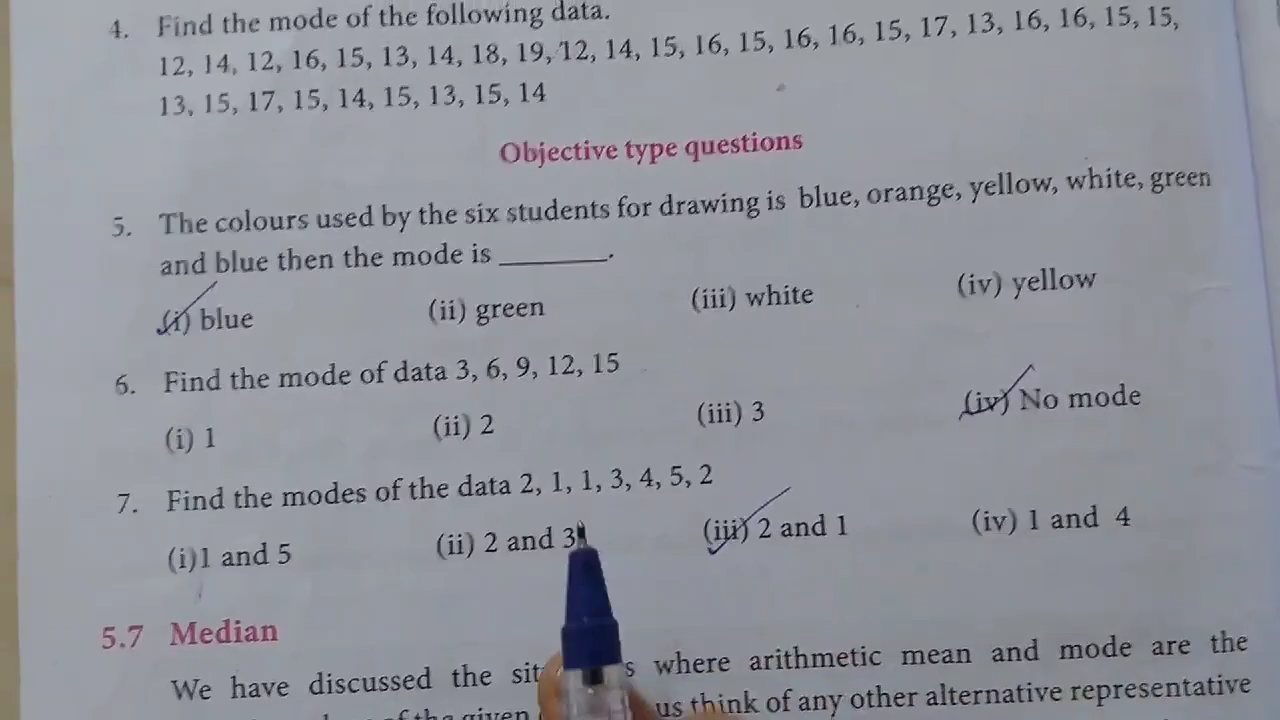 4. Find the mode of the following data.
12, 14, 12, 16, 15, 13, 14, 18, 19, 12, 14, 15, 16, 15, 16, 16, 15, 17, 13, 16, 16, 15, 15,
13, 15, 17, 15, 14, 15, 13, 15, 14
Objective type questions
5. The colours used by the six students for drawing is blue, orange, yellow, white, green
and blue then the mode is ________.
(i) blue (ii) green (iii) white (iv) yellow
6. Find the mode of data 3, 6, 9, 12, 15
(i) 1 (ii) 2 (iii) 3 (iv) No mode
7. Find the modes of the data 2, 1, 1, 3, 4, 5, 2
(i)1 and 5 (ii) 2 and 3 (iii) 2 and 1 (iv) 1 and 4
5.7 Median
We have discussed the where arithmetic mean and mode are the
of the given us think of any other alternative representative